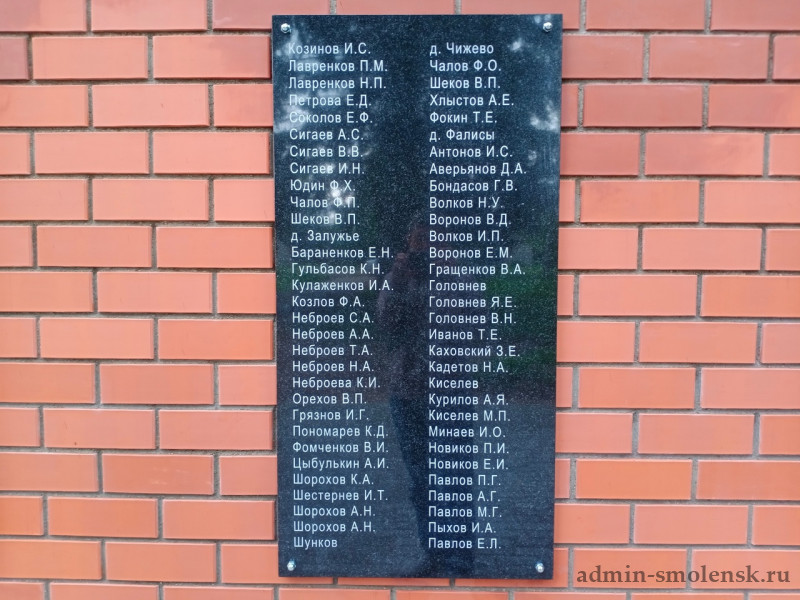 Козинов И.С.
Лавренков П.М.
Лавренков Н.П.
Петрова Е.Д.
Соколов Е.Ф.
Сигаев А.С.
Сигаев В.В.
Сигаев И.Н.
Юдин Ф.Х.
Чалов Ф.П.
Шеков В.П.
д. Залужье
Бараненков Е.Н.
Гульбасов К.Н.
Кулаженков И.А.
Козлов Ф.А.
Неброев С.А.
Неброев А.А.
Неброев Т.А.
Неброев Н.А.
Неброева К.И.
Орехов В.П.
Грязнов И.Г.
Пономарев К.Д.
Фомченков В.И.
Цыбулькин А.И.
Шорохов К.А.
Шестернев И.Т.
Шорохов А.Н.
Шорохов А.Н.
Шунков
д. Чижево
Чалов Ф.О.
Шеков В.П.
Хлыстов А.Е.
Фокин Т.Е.
д. Фалисы
Антонов И.С.
Аверьянов Д.А.
Бондасов Г.В.
Волков Н.У.
Воронов В.Д.
Волков И.П.
Воронов Е.М.
Гращенков В.А.
Головнев
Головнев Я.Е.
Головнев В.Н.
Иванов Т.Е.
Каховский З.Е.
Кадетов Н.А.
Киселев
Курилов А.Я.
Киселев М.П.
Минаев И.О.
Новиков П.И.
Новиков Е.И.
Павлов П.Г.
Павлов А.Г.
Павлов М.Г.
Пыхов И.А.
Павлов Е.Л.
admin-smolensk.ru